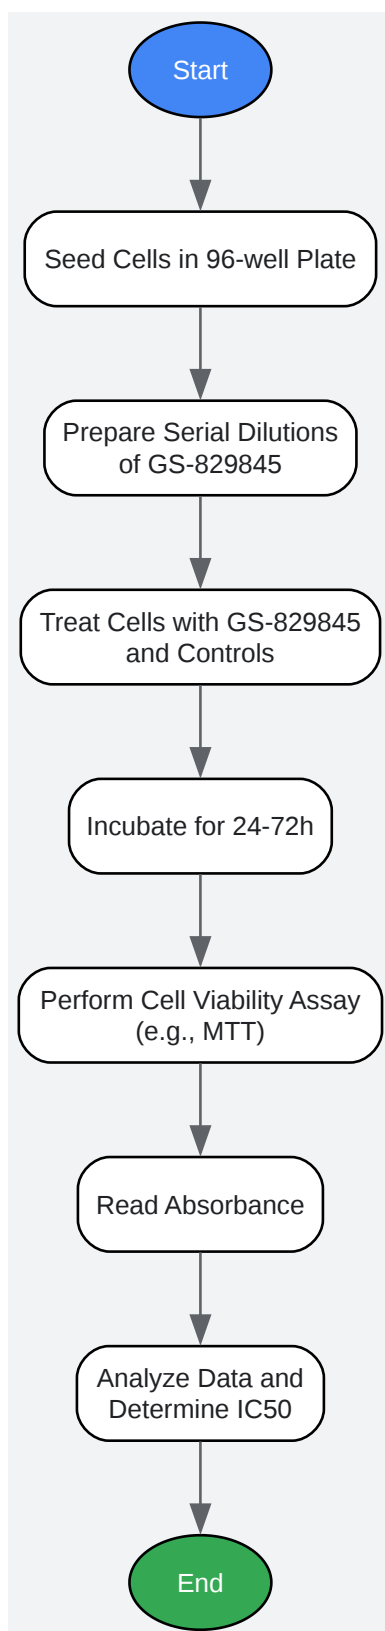 Start
Seed Cells in 96-well Plate
Prepare Serial Dilutions
of GS-829845
Treat Cells with GS-829845
and Controls
Incubate for 24-72h
Perform Cell Viability Assay
(e.g., MTT)
Read Absorbance
Analyze Data and
Determine IC50
End